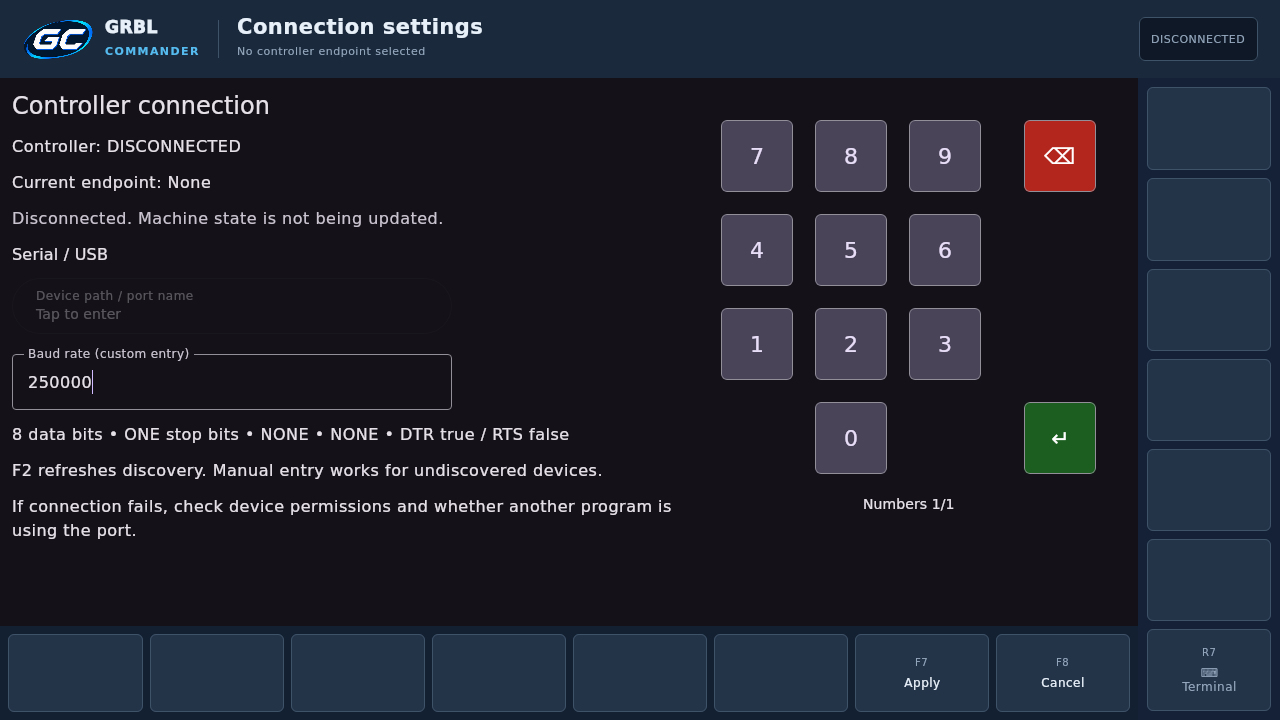 GC
GRBL
COMMANDER
Connection settings
No controller endpoint selected
DISCONNECTED
Controller connection
Controller: DISCONNECTED
Current endpoint: None
Disconnected. Machine state is not being updated.
Serial / USB
Device path / port name
Tap to enter
Baud rate (custom entry)
250000
8 data bits • ONE stop bits • NONE • NONE • DTR true / RTS false
F2 refreshes discovery. Manual entry works for undiscovered devices.
If connection fails, check device permissions and whether another program is
using the port.
7 8 9 ⌫
4 5 6
1 2 3
0 ↵
Numbers 1/1
F7
Apply
F8
Cancel
R7
⌨
Terminal